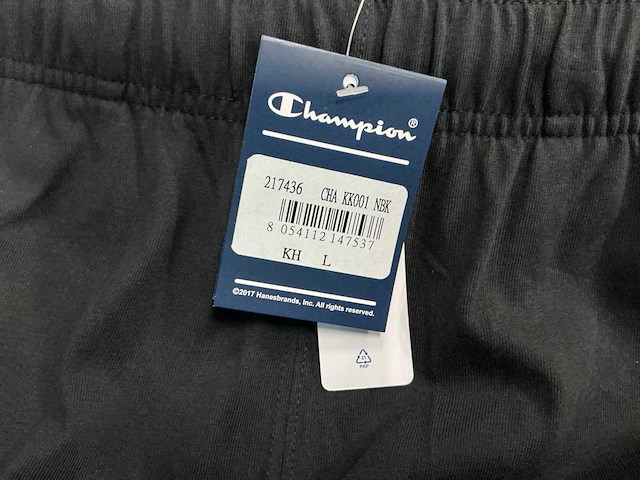 Champion®
217436 CHA KK001 NBK
8 054112 147537
KH L
©2017 Hanesbrands, Inc. All rights reserved.
PAP